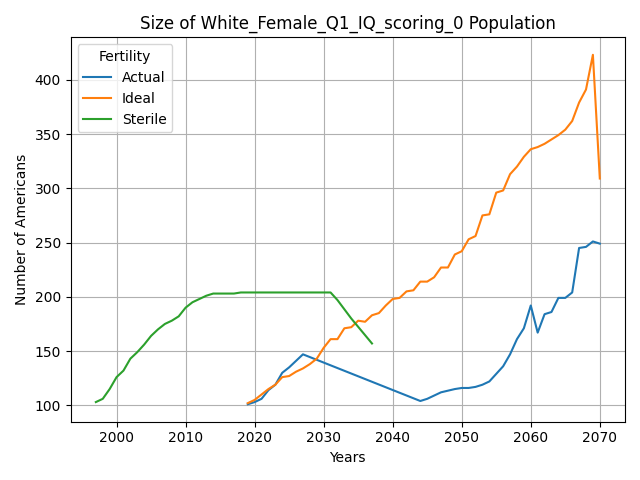 Size of White_Female_Q1_IQ_scoring_0 Population
Fertility
Actual
Ideal
Sterile
Number of Americans
400
350
300
250
200
150
100
2000 2010 2020 2030 2040 2050 2060 2070
Years